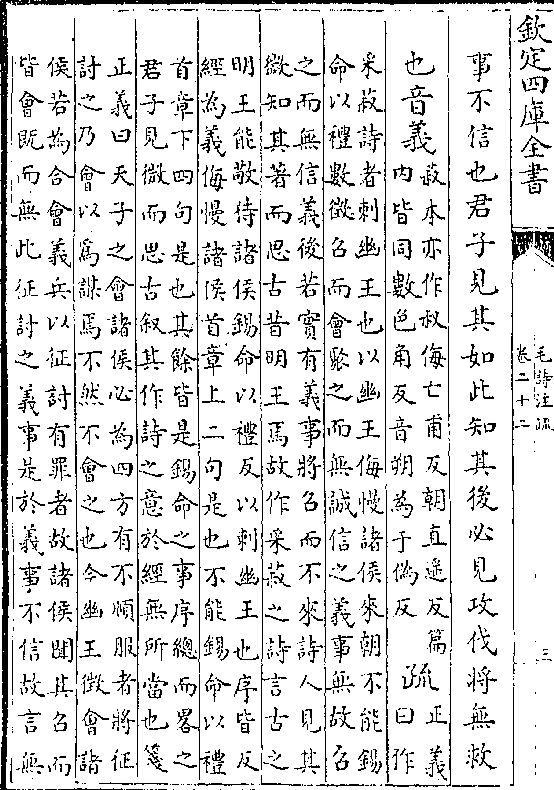 欽定四庫全書
毛詩注疏
卷二十二
三
事不信也君子見其如此知其後必見攻伐將無救
也音義
菽本亦作叔侮亡甫反朝直遥反篇
内皆同數色角反音朔為于偽反
疏
正義
曰作
采菽詩者刺幽王也以幽王侮慢諸侯來朝不能錫
命以禮數徵召而會聚之而無誠信之義事無故召
之而無信義後若實有義事將召而不來詩人見其
微知其著而思古昔明王焉故作采菽之詩言古之
明王能敬待諸侯錫命以禮反以刺幽王也序皆反
經為義侮慢諸侯首章上二句是也不能錫命以禮
首章下四句是也其餘皆是錫命之事序總而畧之
君子見微而思古叙其作詩之意於經無所當也箋
正義曰天子之會諸侯必為四方有不順服者將征
討之乃會以為謀焉不然不會之也今幽王徵會諸
侯若為合會義兵以征討有罪者故諸侯聞其召而
皆會既而無此征討之義事是於義事不信故言無